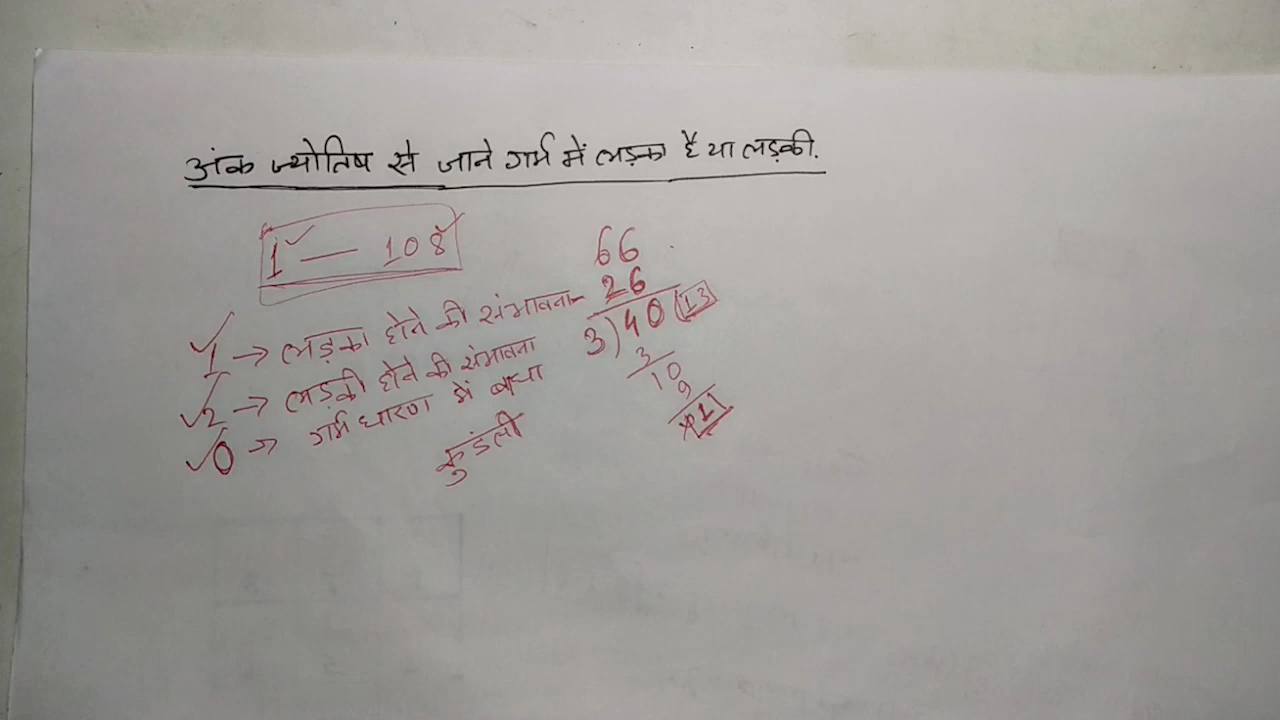 अंक ज्योतिष से जाने गर्भ में लड़का है या लड़की.
1 — 108
1 → लड़का होने की संभावना
2 → लड़की होने की संभावना
0 → गर्भ धारण में बाधा
कुडंली
66
26
3)40(13
3
10
9
1